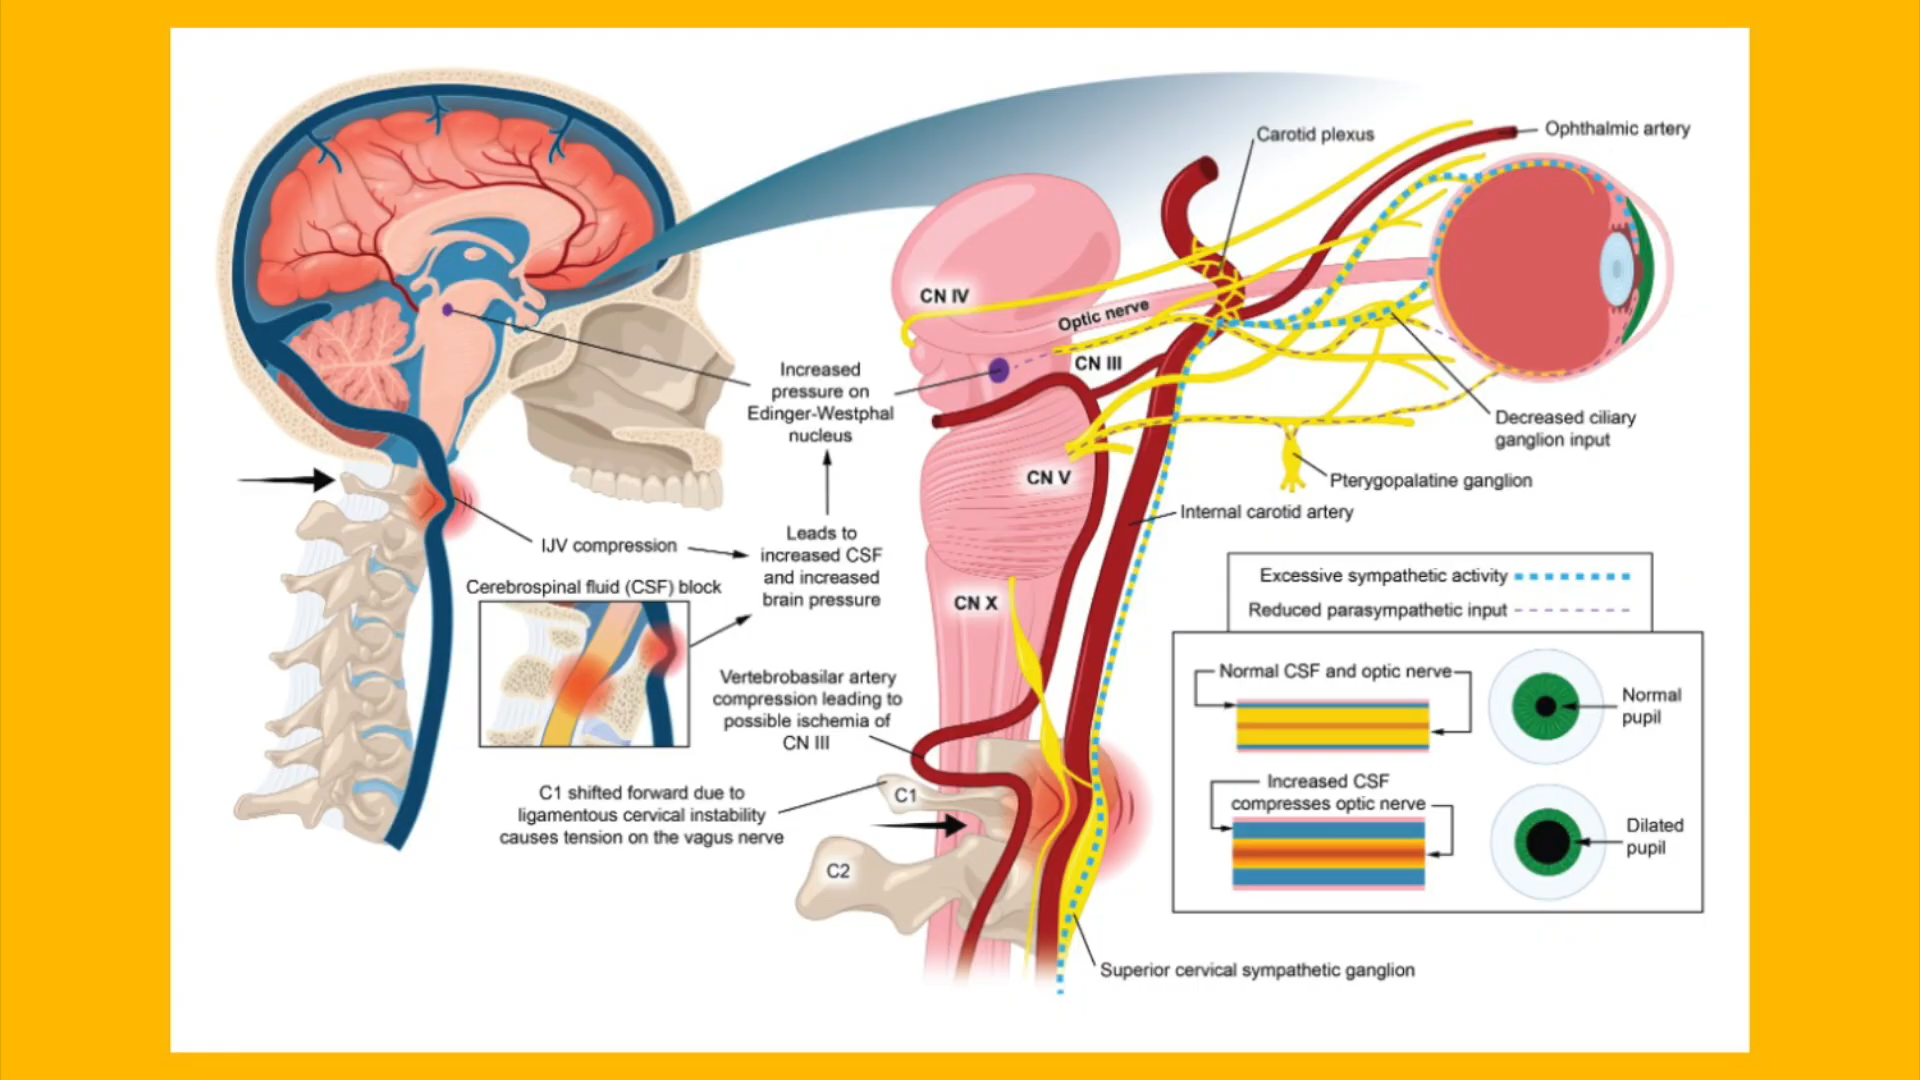 Carotid plexus
Ophthalmic artery
CN IV
Optic nerve
CN III
Increased
pressure on
Edinger-Westphal
nucleus
Decreased ciliary
ganglion input
CN V
Pterygopalatine ganglion
Internal carotid artery
IJV compression
Leads to
increased CSF
and increased
brain pressure
Cerebrospinal fluid (CSF) block
CN X
Excessive sympathetic activity
Reduced parasympathetic input
Vertebrobasilar artery
compression leading to
possible ischemia of
CN III
Normal CSF and optic nerve
Normal
pupil
C1 shifted forward due to
ligamentous cervical instability
causes tension on the vagus nerve
C1
C2
Increased CSF
compresses optic nerve
Dilated
pupil
Superior cervical sympathetic ganglion